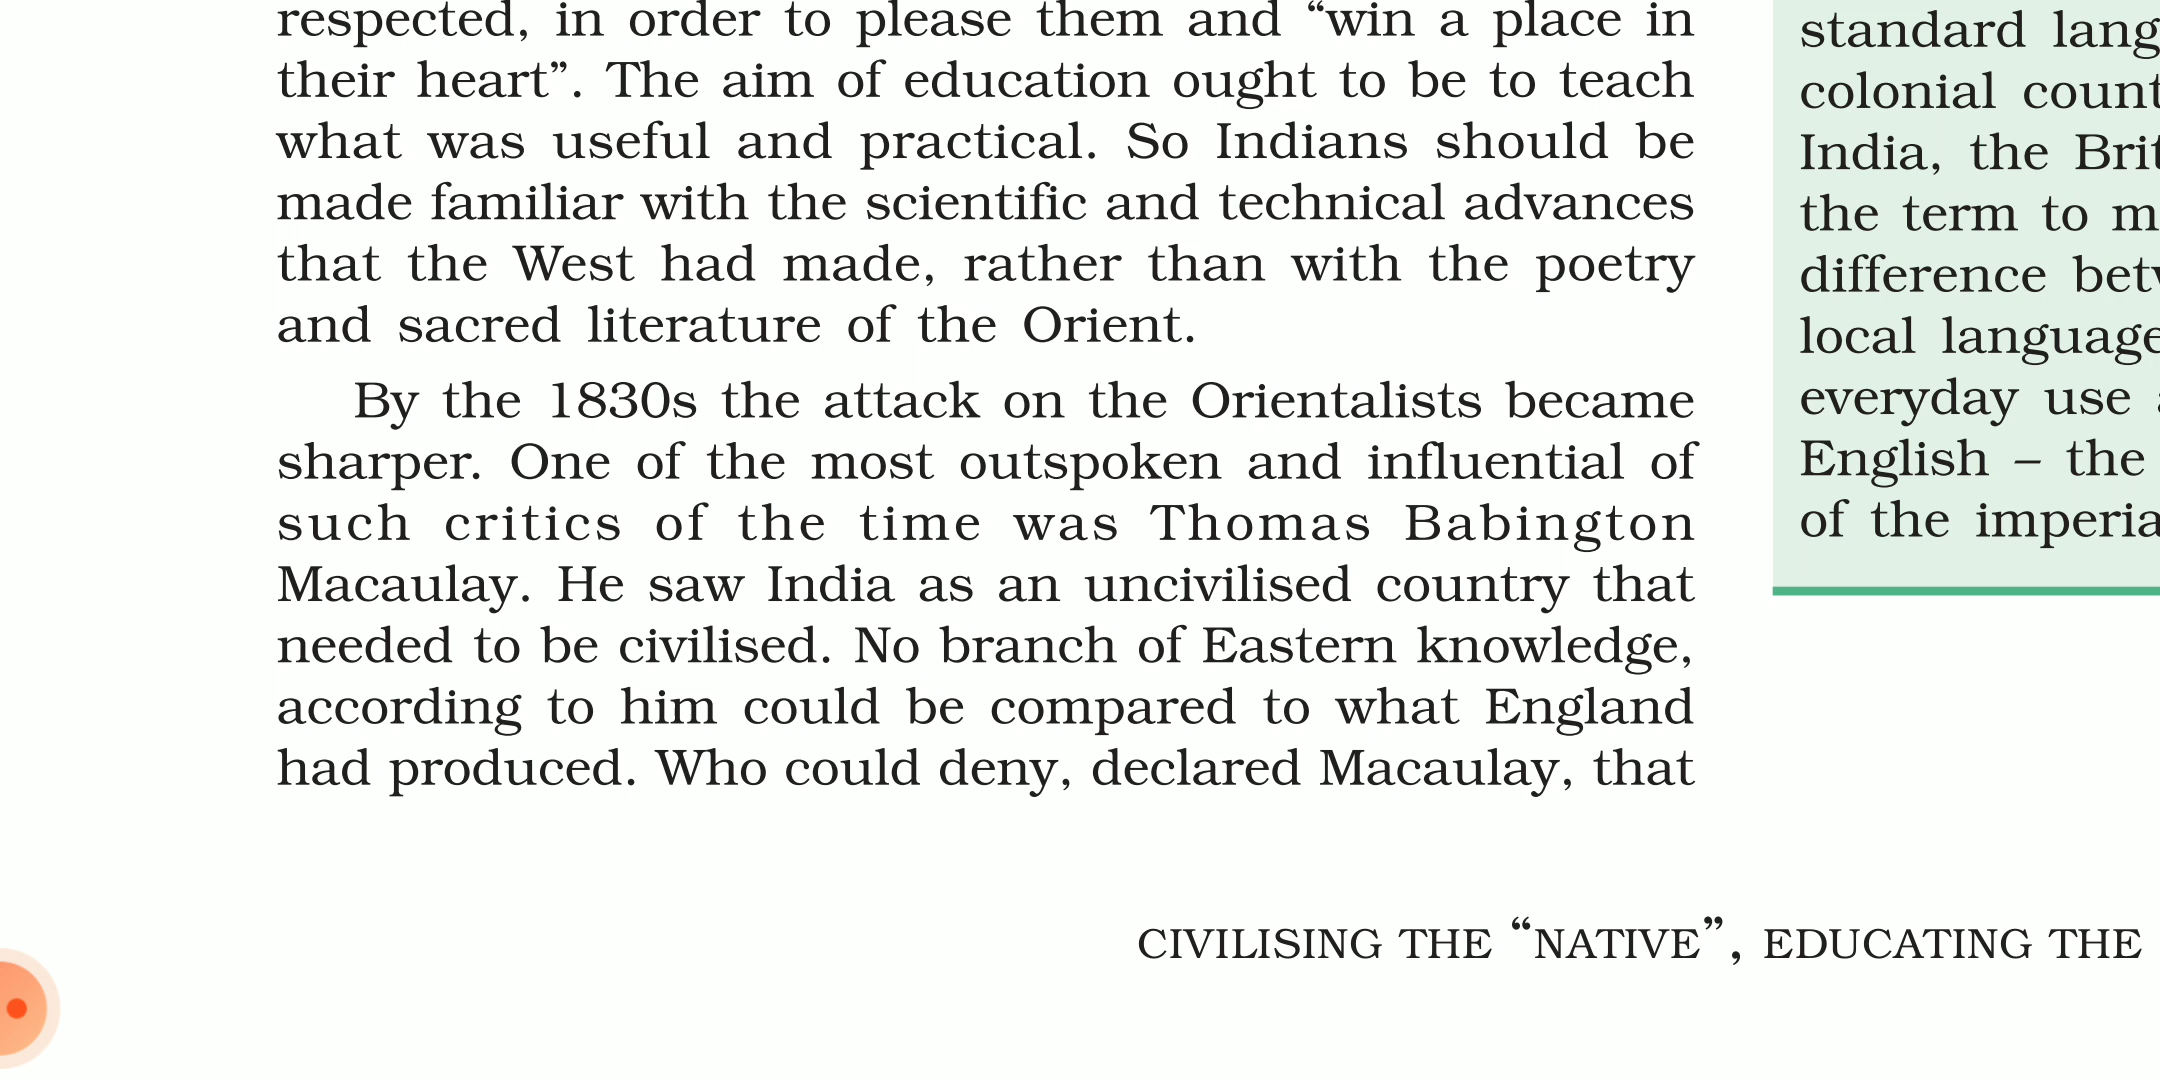 respected, in order to please them and “win a place in
their heart”. The aim of education ought to be to teach
what was useful and practical. So Indians should be
made familiar with the scientific and technical advances
that the West had made, rather than with the poetry
and sacred literature of the Orient.
By the 1830s the attack on the Orientalists became
sharper. One of the most outspoken and influential of
such critics of the time was Thomas Babington
Macaulay. He saw India as an uncivilised country that
needed to be civilised. No branch of Eastern knowledge,
according to him could be compared to what England
had produced. Who could deny, declared Macaulay, that
standard
colonial
India, the
the term to
difference
local
everyday use
English – the
of the
CIVILISING THE “NATIVE”, EDUCATING THE